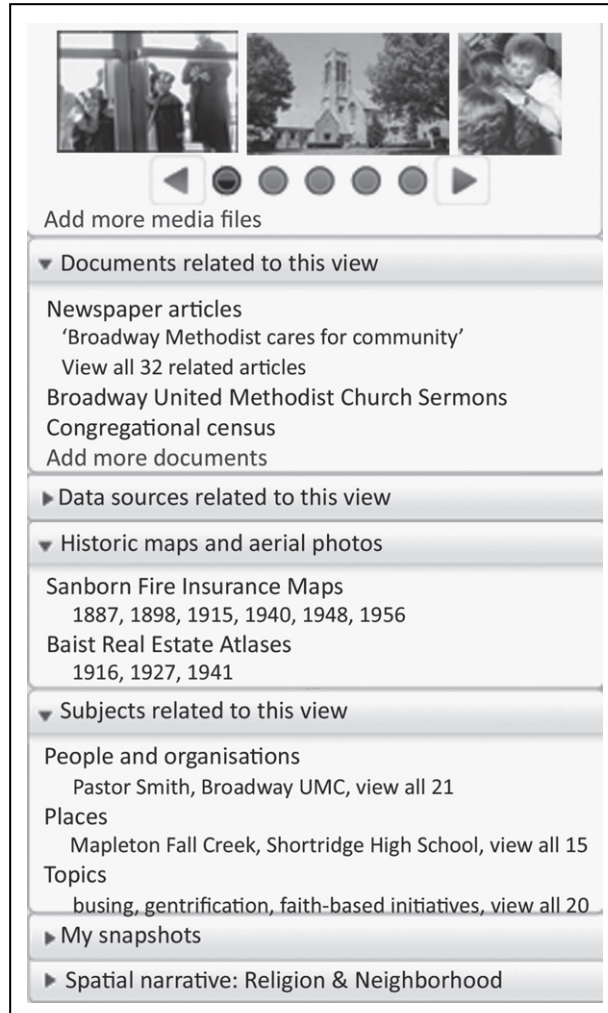 Add more media files
Documents related to this view
Newspaper articles
‘Broadway Methodist cares for community’
View all 32 related articles
Broadway United Methodist Church Sermons
Congregational census
Add more documents
Data sources related to this view
Historic maps and aerial photos
Sanborn Fire Insurance Maps
1887, 1898, 1915, 1940, 1948, 1956
Baist Real Estate Atlases
1916, 1927, 1941
Subjects related to this view
People and organisations
Pastor Smith, Broadway UMC, view all 21
Places
Mapleton Fall Creek, Shortridge High School, view all 15
Topics
busing, gentrification, faith-based initiatives, view all 20
My snapshots
Spatial narrative: Religion & Neighborhood